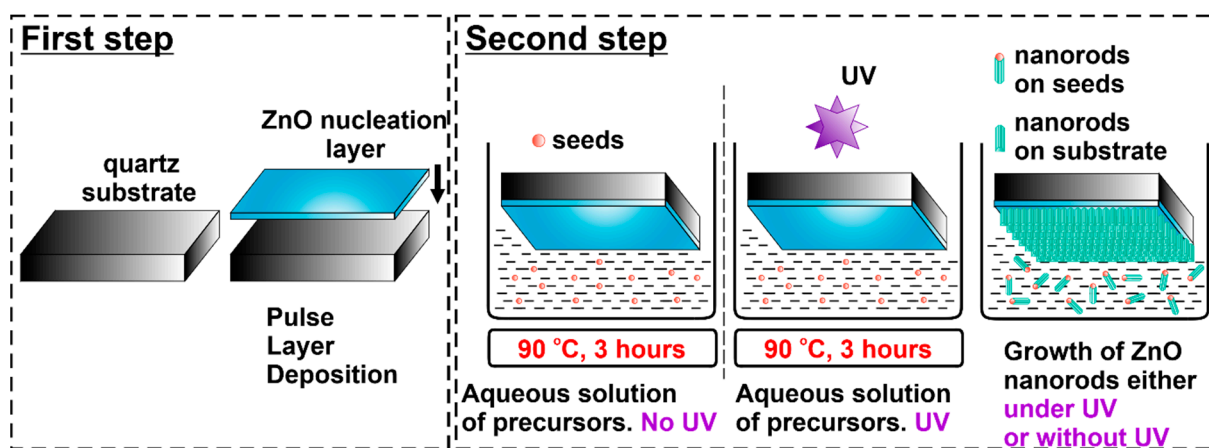 First step
quartz
substrate
ZnO nucleation
layer
Pulse
Layer
Deposition
Second step
seeds
90 °C, 3 hours
Aqueous solution
of precursors. No UV
UV
90 °C, 3 hours
Aqueous solution
of precursors. UV
nanorods
on seeds
nanorods
on substrate
Growth of ZnO
nanorods either
under UV
or without UV